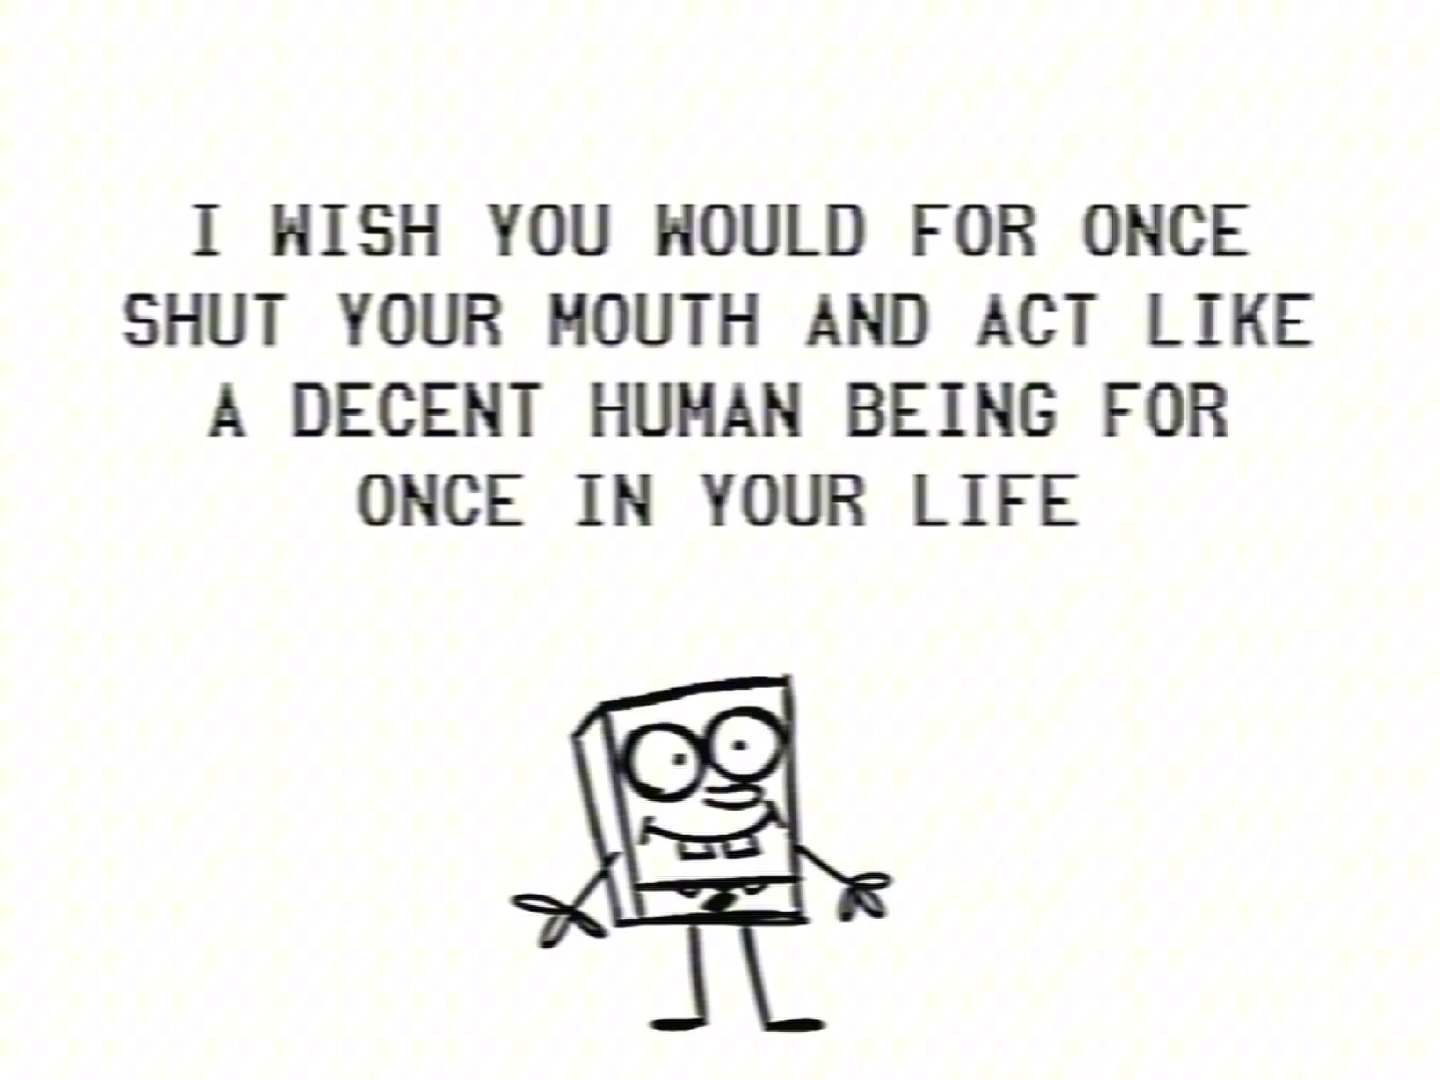 I WISH YOU WOULD FOR ONCE
SHUT YOUR MOUTH AND ACT LIKE
A DECENT HUMAN BEING FOR
ONCE IN YOUR LIFE